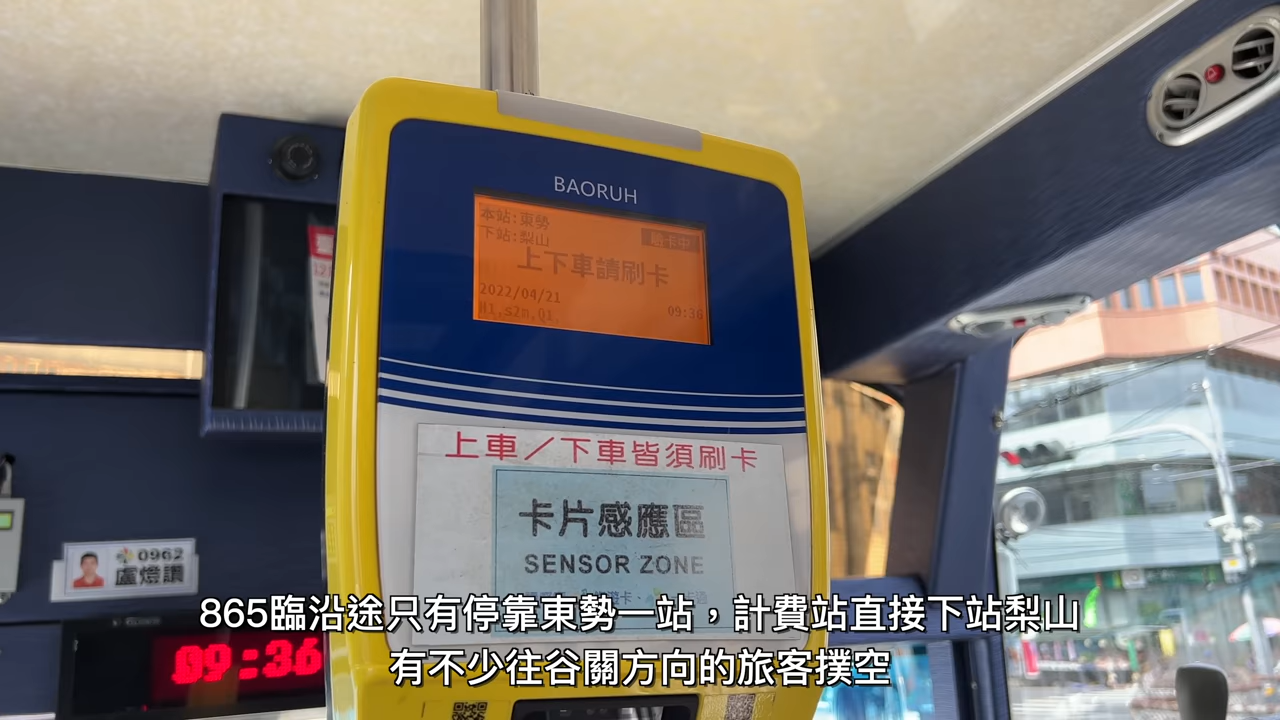 BAORUH
本站:東勢
下站:梨山
驗卡中
上下車請刷卡
2022/04/21
09:36
上車／下車皆須刷卡
卡片感應區
SENSOR ZONE
0962
盧燈讚
09:36
865臨沿途只有停靠東勢一站，計費站直接下站梨山
有不少往谷關方向的旅客撲空